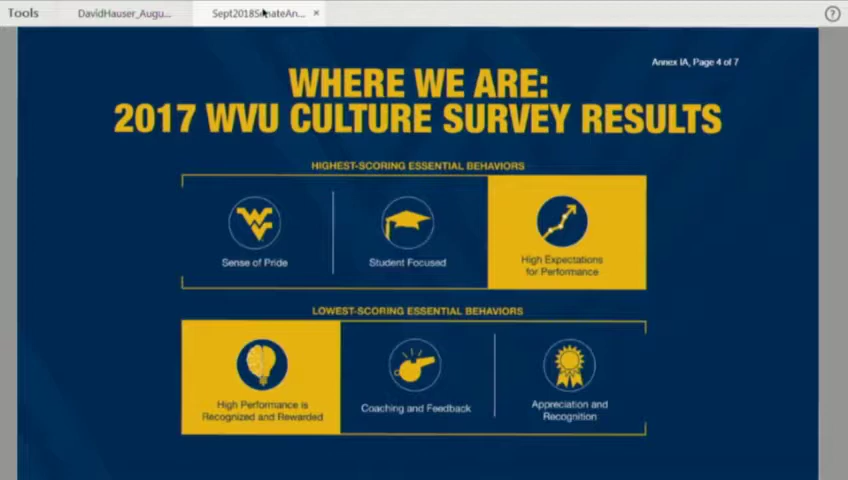 Tools DavidHauser_Augu... Sept2018SenateAn... × ?
Annex IA, Page 4 of 7
WHERE WE ARE:
2017 WVU CULTURE SURVEY RESULTS
HIGHEST-SCORING ESSENTIAL BEHAVIORS
Sense of Pride
Student Focused
High Expectations
for Performance
LOWEST-SCORING ESSENTIAL BEHAVIORS
High Performance is
Recognized and Rewarded
Coaching and Feedback
Appreciation and
Recognition